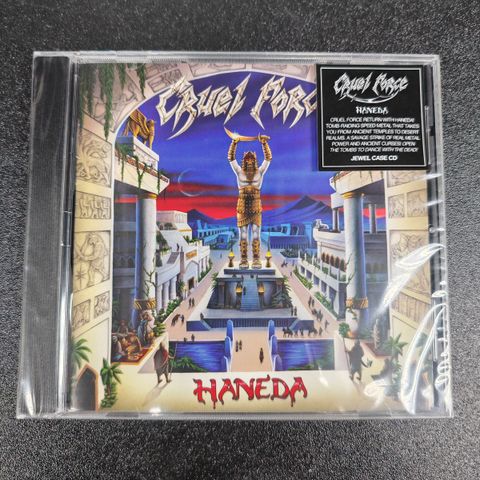 CRUEL FORCE
CRUEL FORCE
HANEDA
CRUEL FORCE RETURN WITH HANEDA!
TOMB-RAIDING SPEED METAL THAT TAKES
YOU FROM ANCIENT TEMPLES TO DESERT
REALMS. A SAVAGE STRIKE OF REAL METAL
POWER AND ANCIENT CURSES! OPEN
THE TOMBS TO DANCE WITH THE DEAD!
JEWEL CASE CD
HANEDA